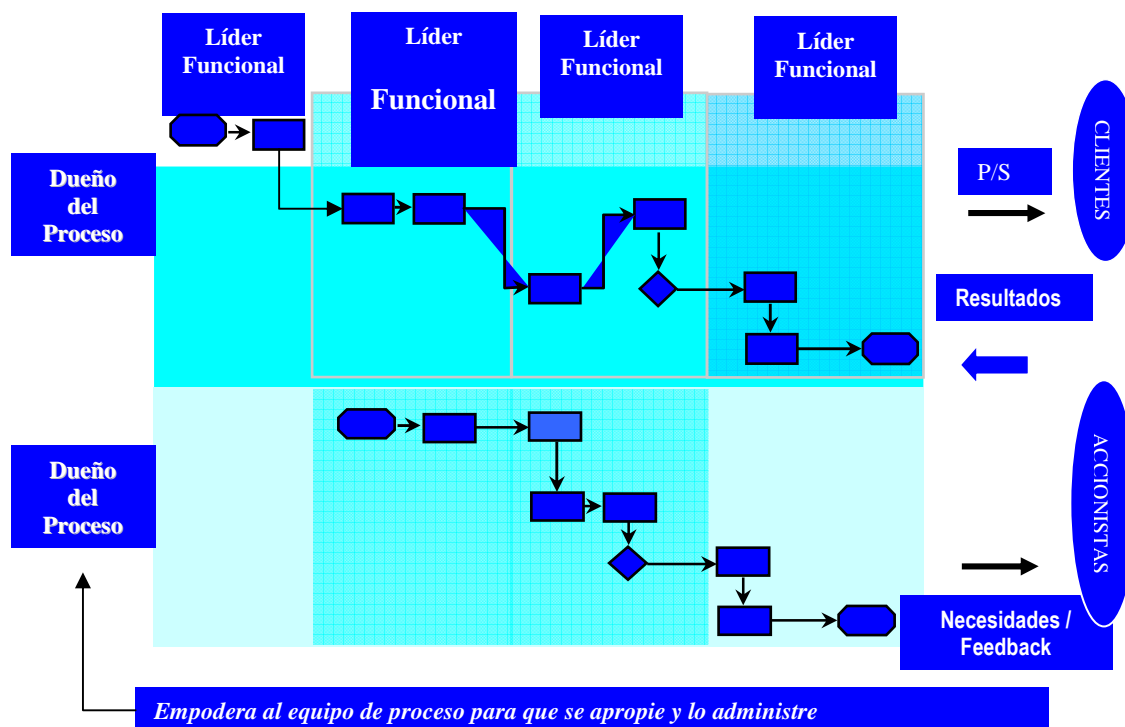 Líder
Funcional
Líder
Funcional
Líder
Funcional
Líder
Funcional
Dueño
del
Proceso
P/S
CLIENTES
Resultados
Dueño
del
Proceso
ACCIONISTAS
Necesidades /
Feedback
Empodera al equipo de proceso para que se apropie y lo administre